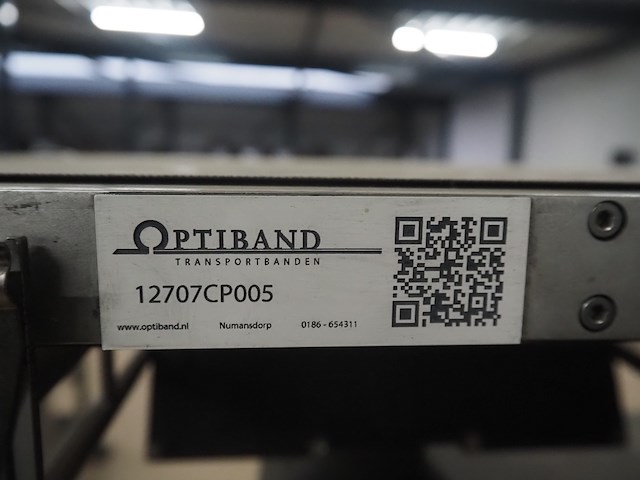 OPTIBAND
TRANSPORTBANDEN
12707CP005
www.optiband.nl Numansdorp 0186 - 654311